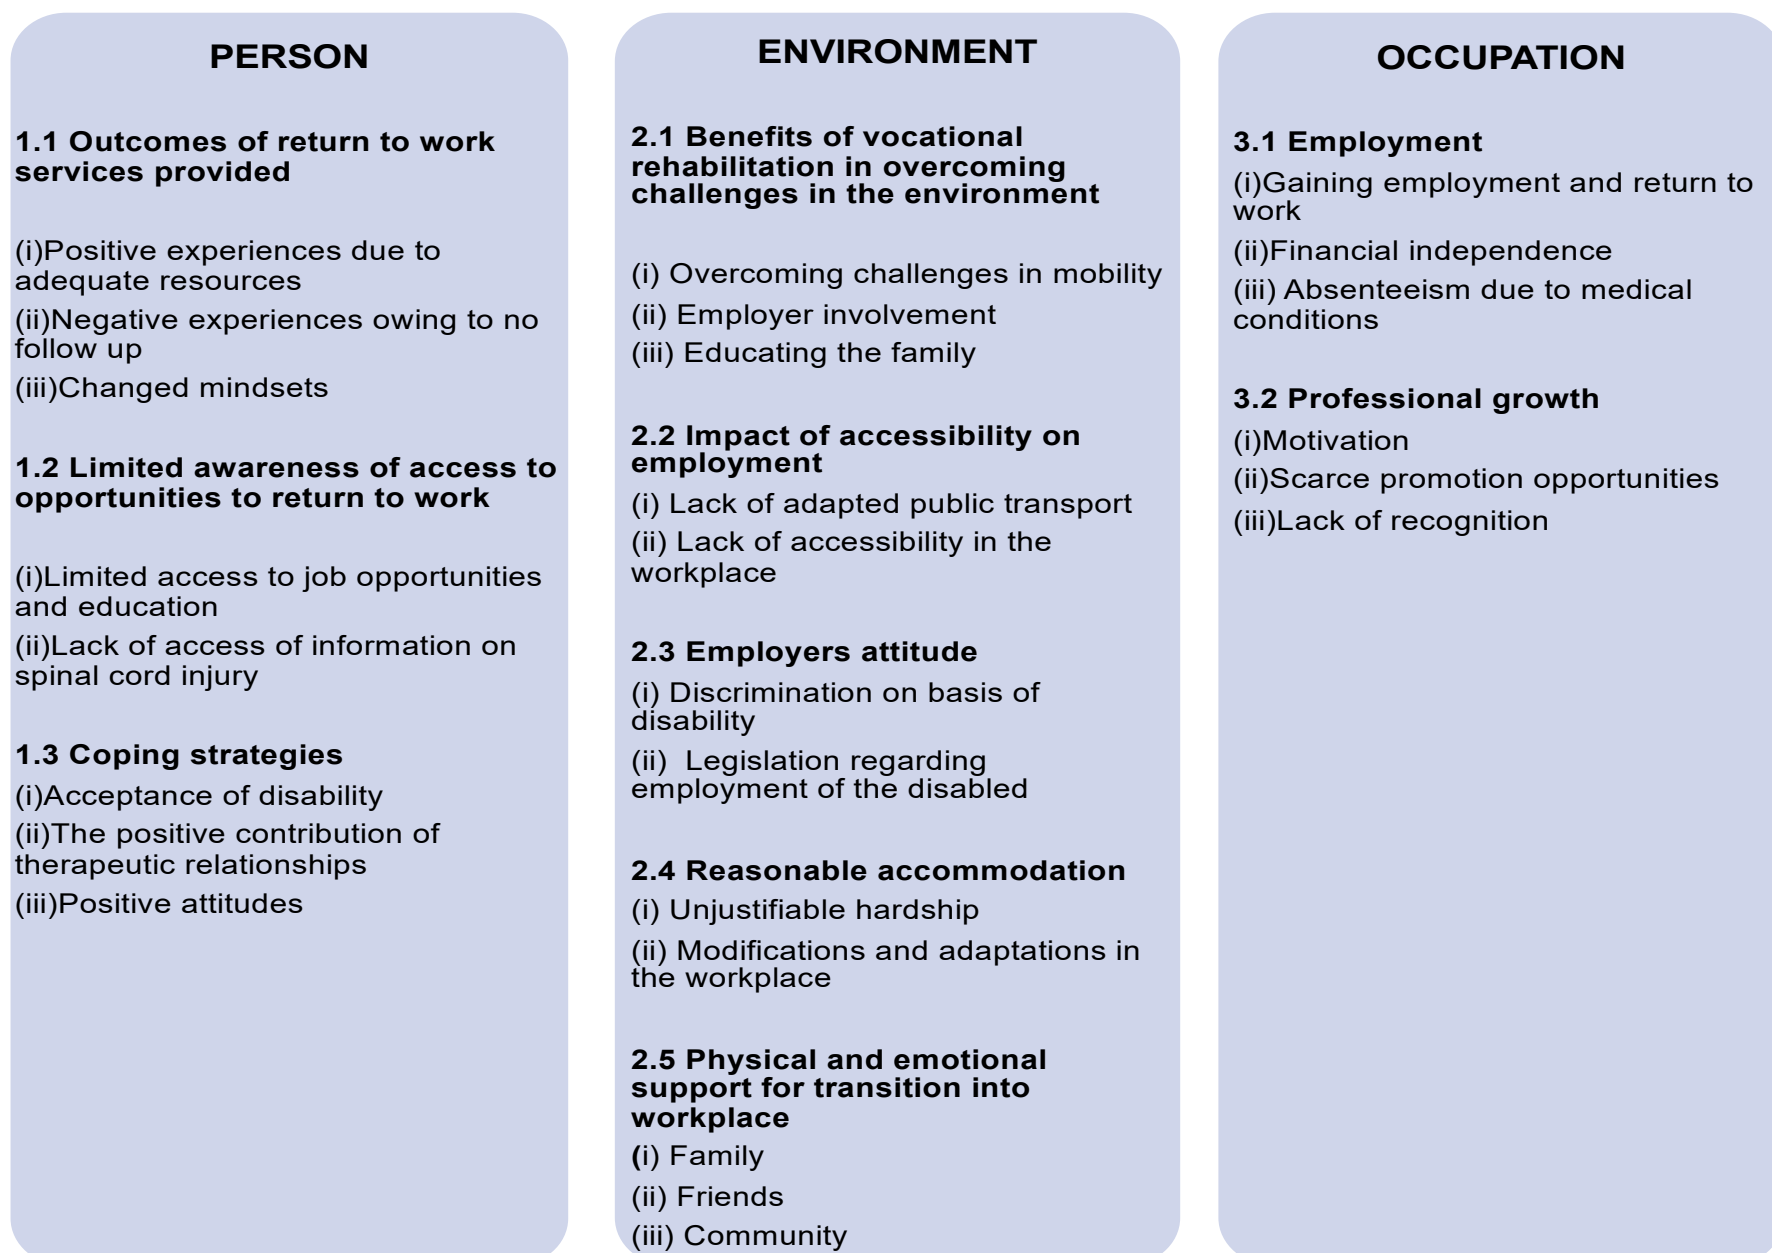 PERSON
1.1 Outcomes of return to work
services provided
(i)Positive experiences due to
adequate resources
(ii)Negative experiences owing to no
follow up
(iii)Changed mindsets
1.2 Limited awareness of access to
opportunities to return to work
(i)Limited access to job opportunities
and education
(ii)Lack of access of information on
spinal cord injury
1.3 Coping strategies
(i)Acceptance of disability
(ii)The positive contribution of
therapeutic relationships
(iii)Positive attitudes
ENVIRONMENT
2.1 Benefits of vocational
rehabilitation in overcoming
challenges in the environment
(i) Overcoming challenges in mobility
(ii) Employer involvement
(iii) Educating the family
2.2 Impact of accessibility on
employment
(i) Lack of adapted public transport
(ii) Lack of accessibility in the
workplace
2.3 Employers attitude
(i) Discrimination on basis of
disability
(ii) Legislation regarding
employment of the disabled
2.4 Reasonable accommodation
(i) Unjustifiable hardship
(ii) Modifications and adaptations in
the workplace
2.5 Physical and emotional
support for transition into
workplace
(i) Family
(ii) Friends
(iii) Community
OCCUPATION
3.1 Employment
(i)Gaining employment and return to
work
(ii)Financial independence
(iii) Absenteeism due to medical
conditions
3.2 Professional growth
(i)Motivation
(ii)Scarce promotion opportunities
(iii)Lack of recognition